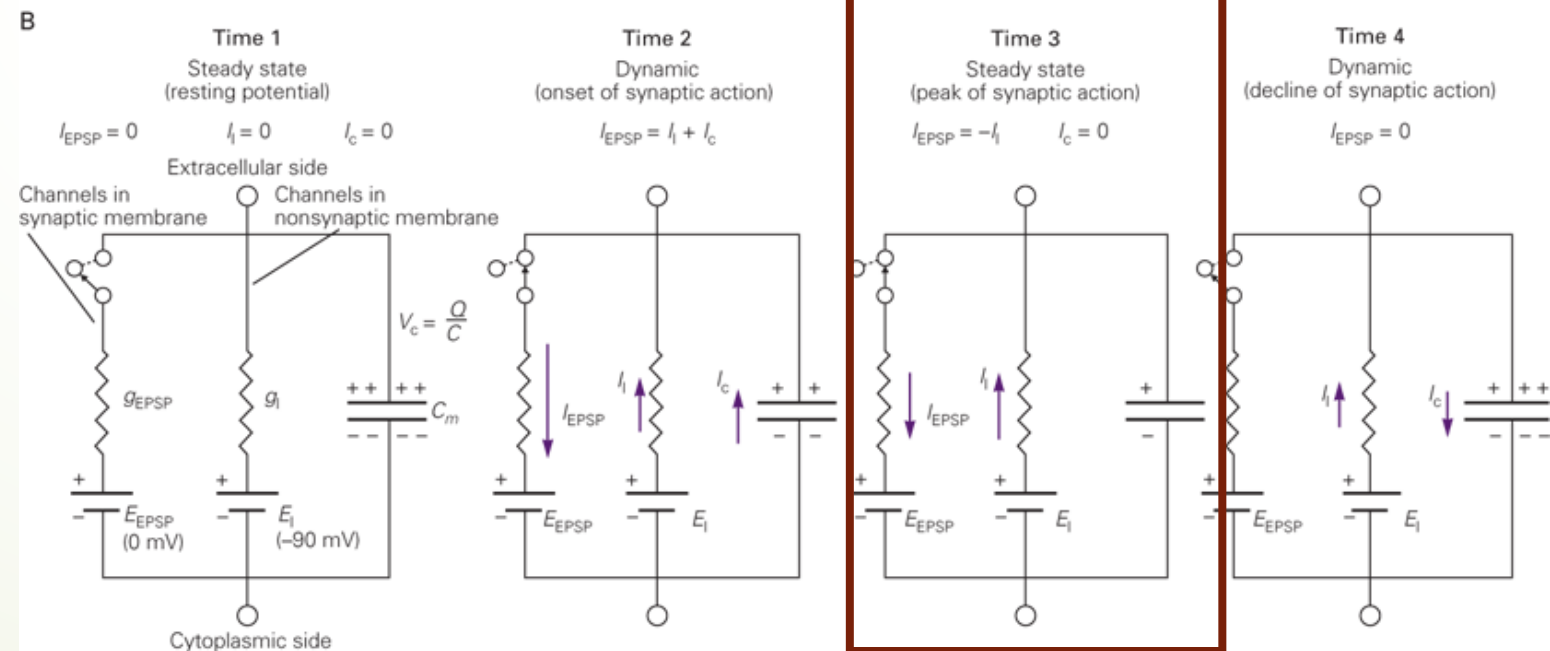 B
Time 1
Steady state
(resting potential)
I_EPSP = 0 I_l = 0 I_c = 0
Extracellular side
Channels in
synaptic membrane
Channels in
nonsynaptic membrane
V_c = Q/C
g_EPSP
g_l
+ + + +
C_m
– – – –
+
–
E_EPSP
(0 mV)
+
–
E_l
(–90 mV)
Cytoplasmic side
Time 2
Dynamic
(onset of synaptic action)
I_EPSP = I_l + I_c
I_EPSP
I_l
I_c
+ +
– –
+
–
E_EPSP
+
–
E_l
Time 3
Steady state
(peak of synaptic action)
I_EPSP = –I_l I_c = 0
I_EPSP
I_l
+
–
+
–
E_EPSP
+
–
E_l
Time 4
Dynamic
(decline of synaptic action)
I_EPSP = 0
I_l
I_c
+ + +
– – –
+
–
E_EPSP
+
–
E_l